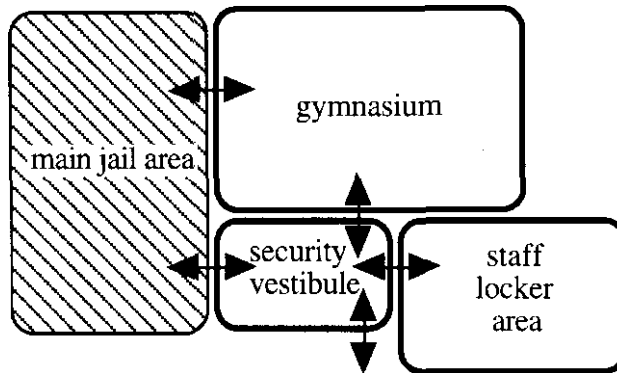 gymnasium
main jail area
security
vestibule
staff
locker
area